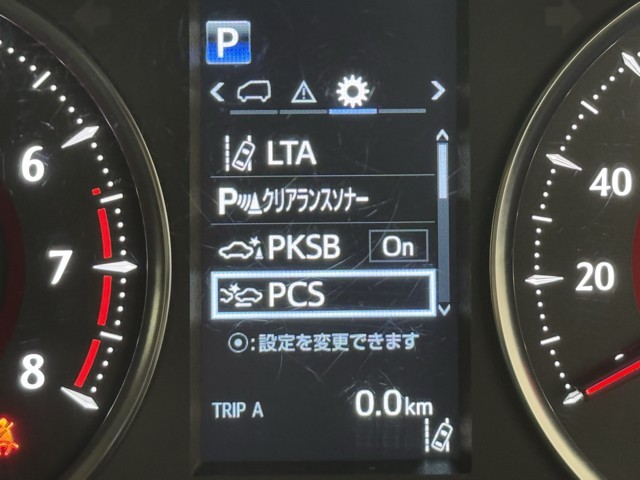 P
LTA
Pクリアランスソナー
PKSB On
PCS
⦿:設定を変更できます
TRIP A 0.0km
6
7
8
40
20